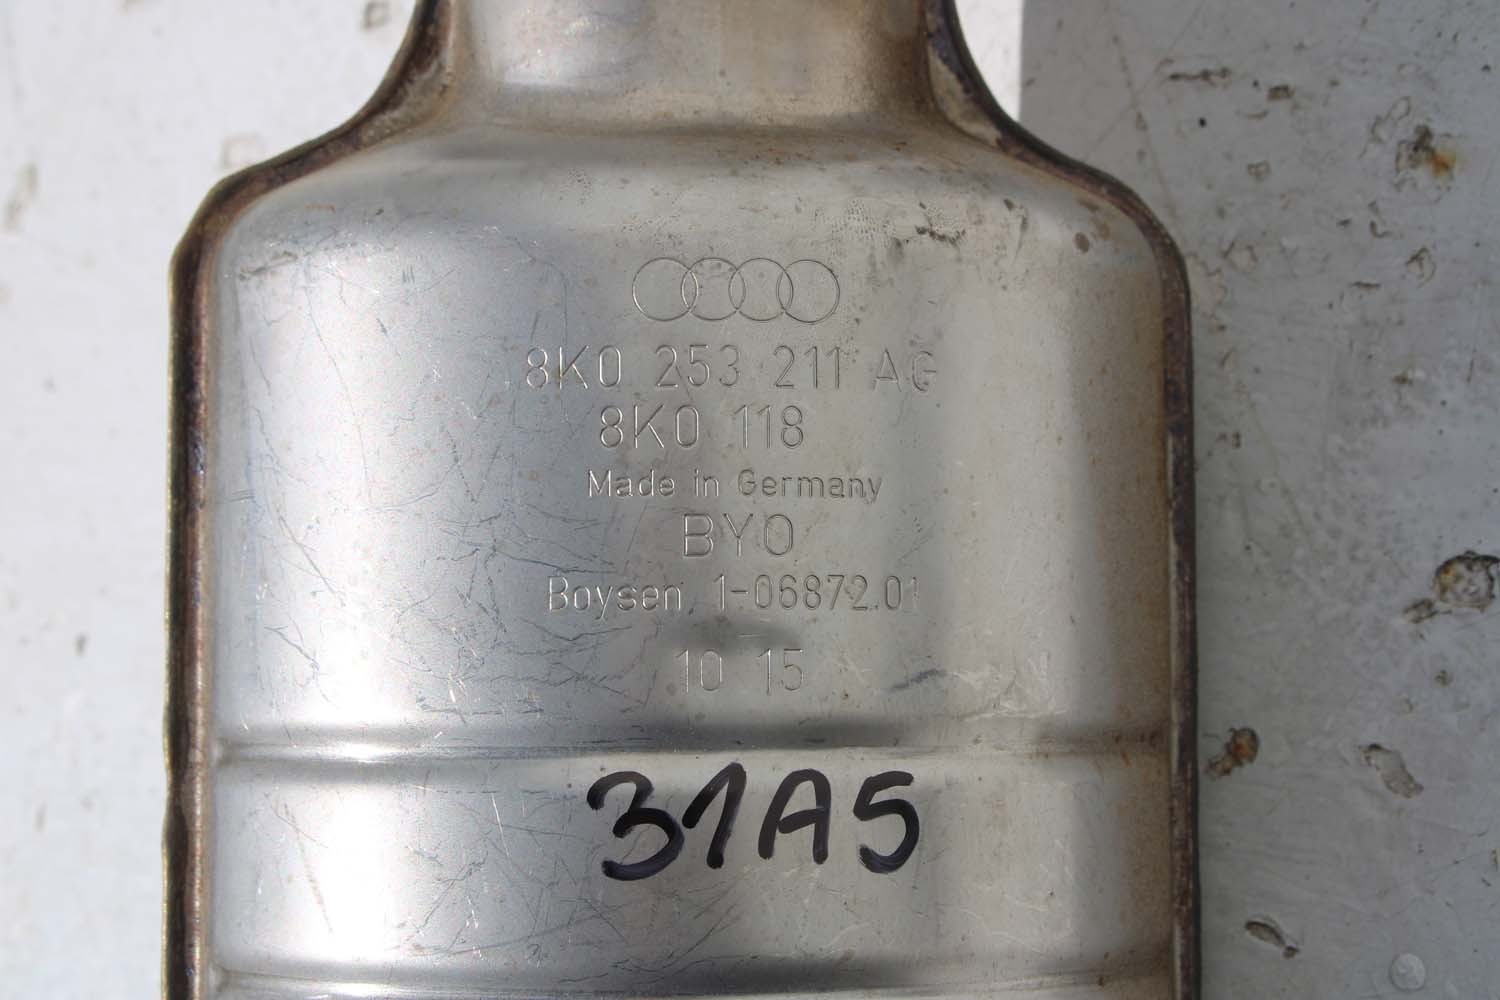 8K0 253 211 AG
8K0 118
Made in Germany
BYO
Boysen 1-06872.01
10 15
31A5